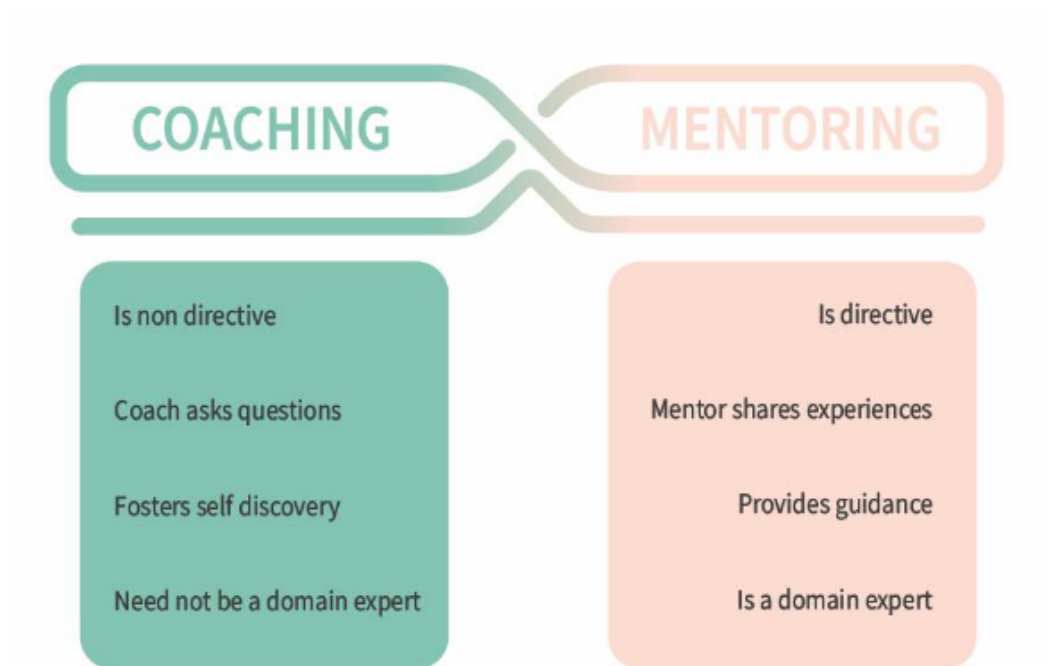 COACHING
MENTORING
Is non directive
Coach asks questions
Fosters self discovery
Need not be a domain expert
Is directive
Mentor shares experiences
Provides guidance
Is a domain expert